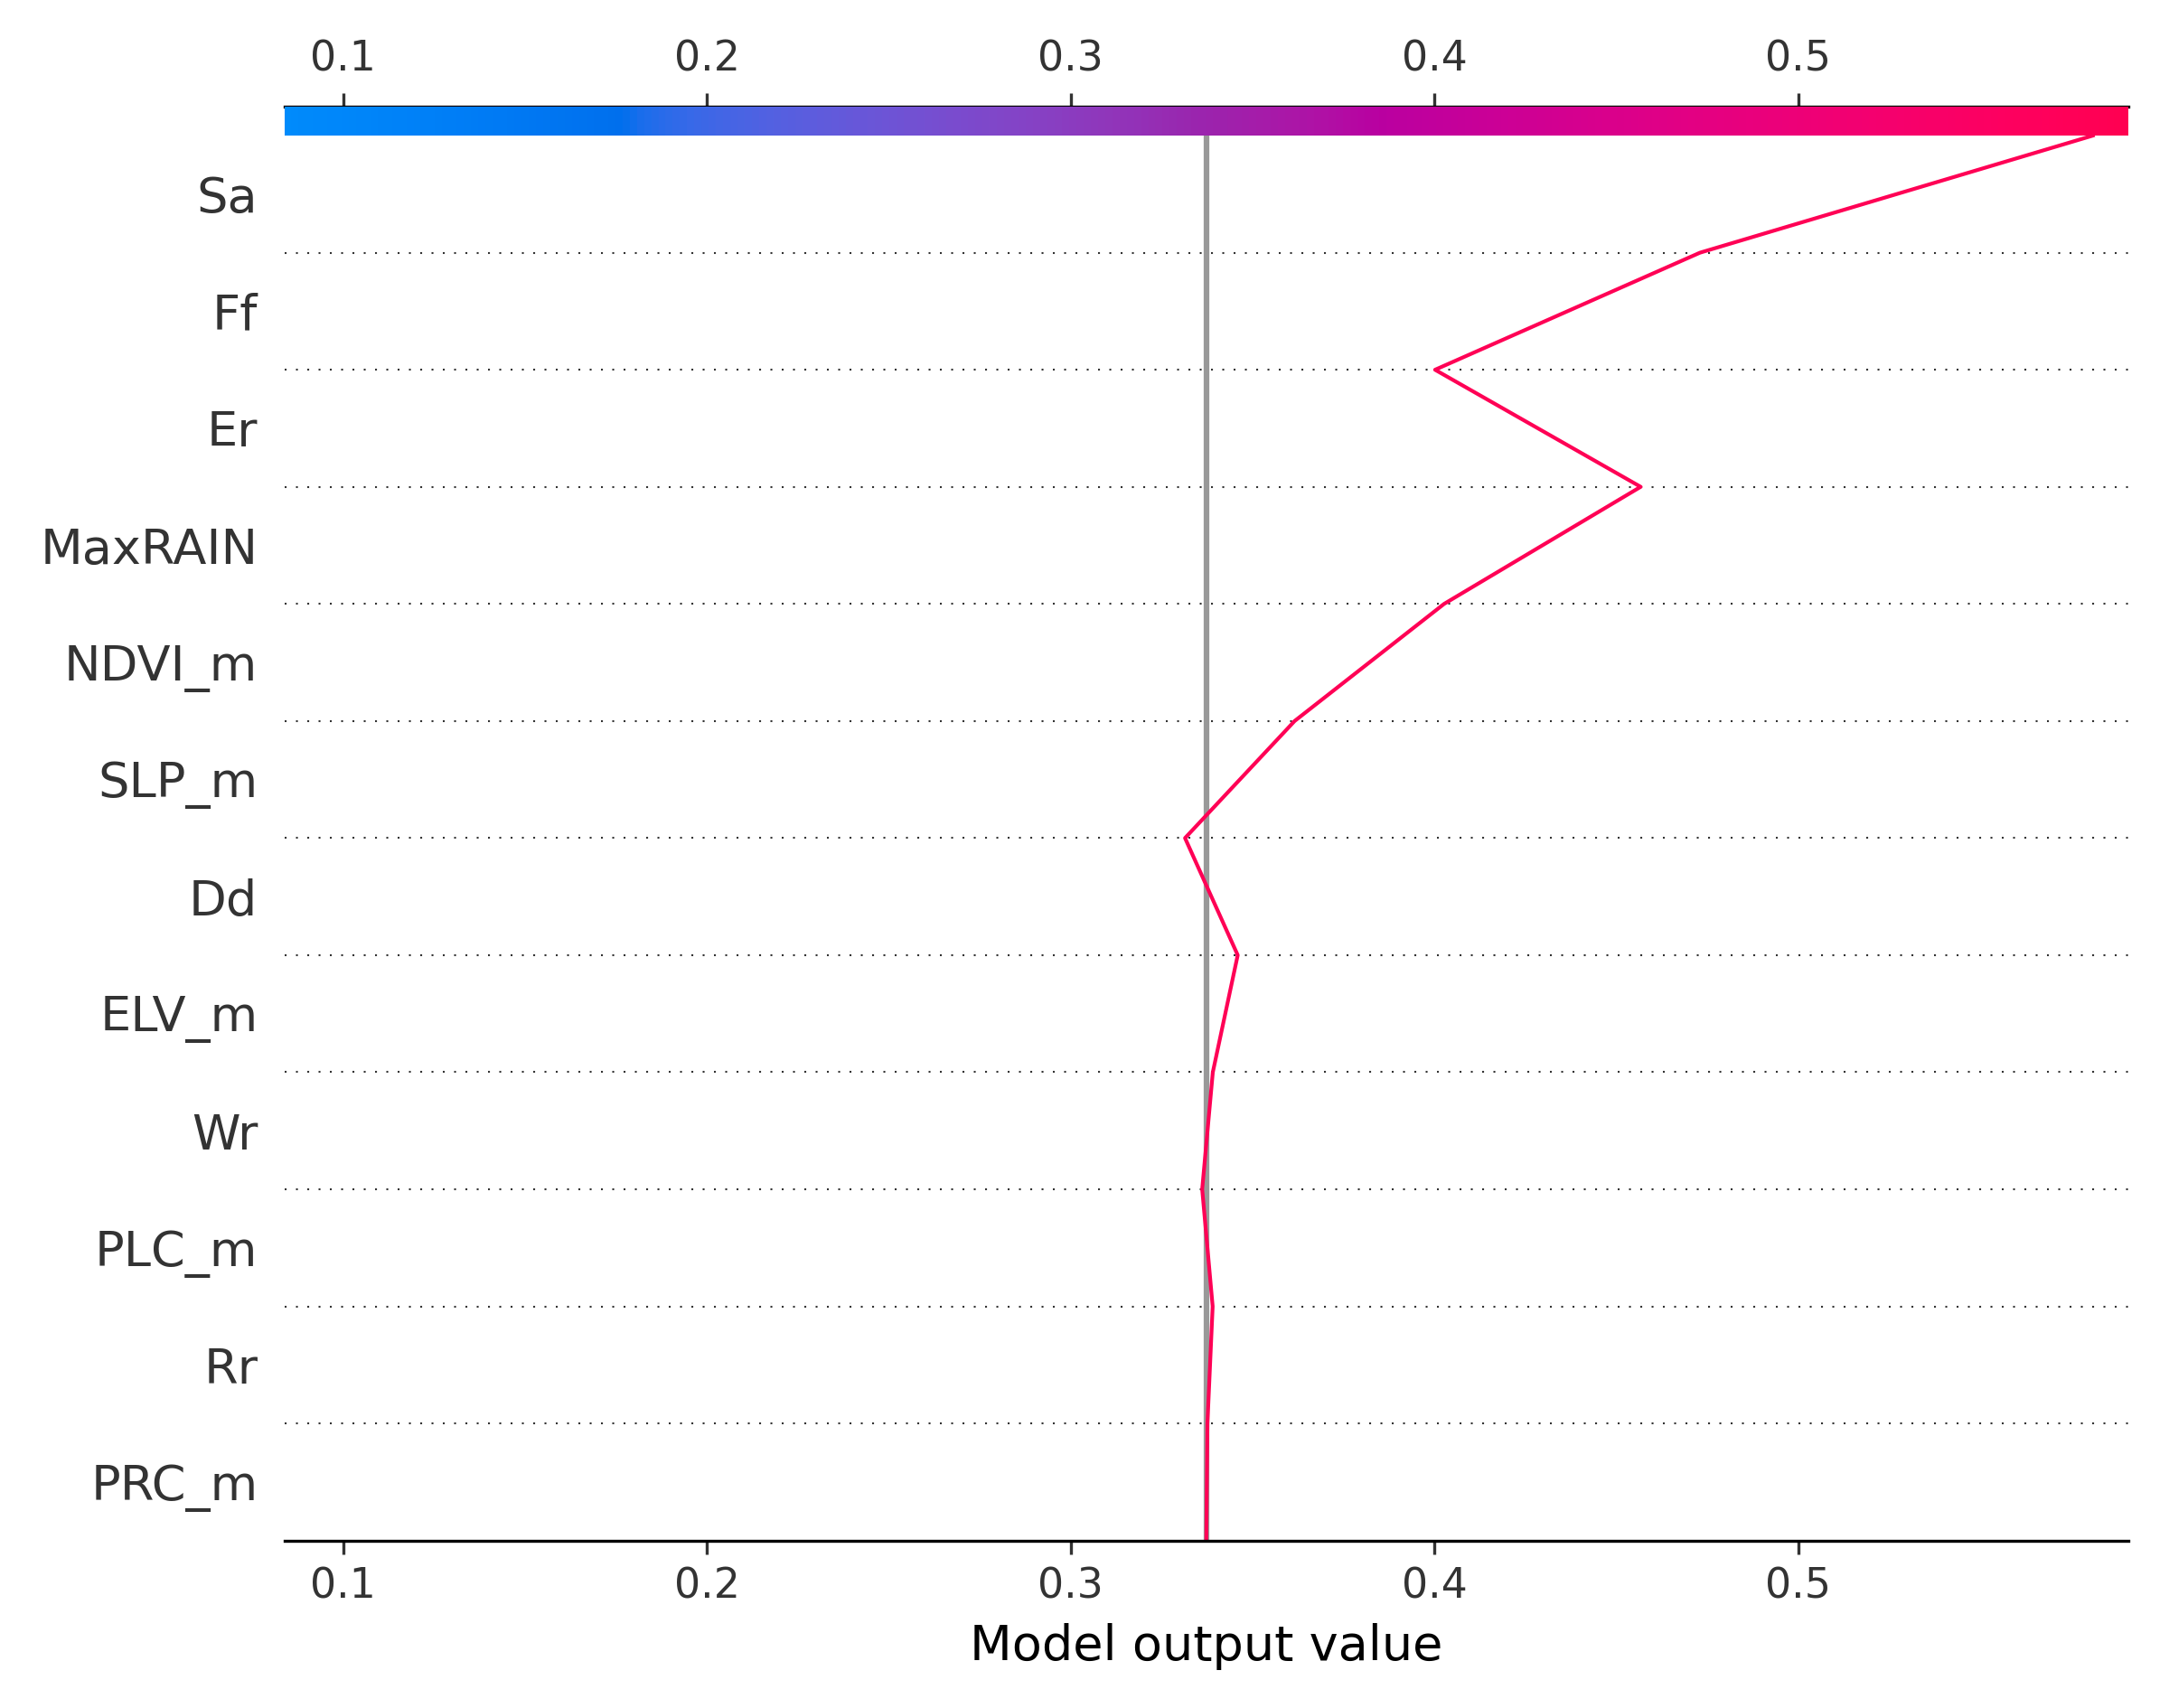 0.1 0.2 0.3 0.4 0.5
Sa
Ff
Er
MaxRAIN
NDVI_m
SLP_m
Dd
ELV_m
Wr
PLC_m
Rr
PRC_m
0.1 0.2 0.3 0.4 0.5
Model output value